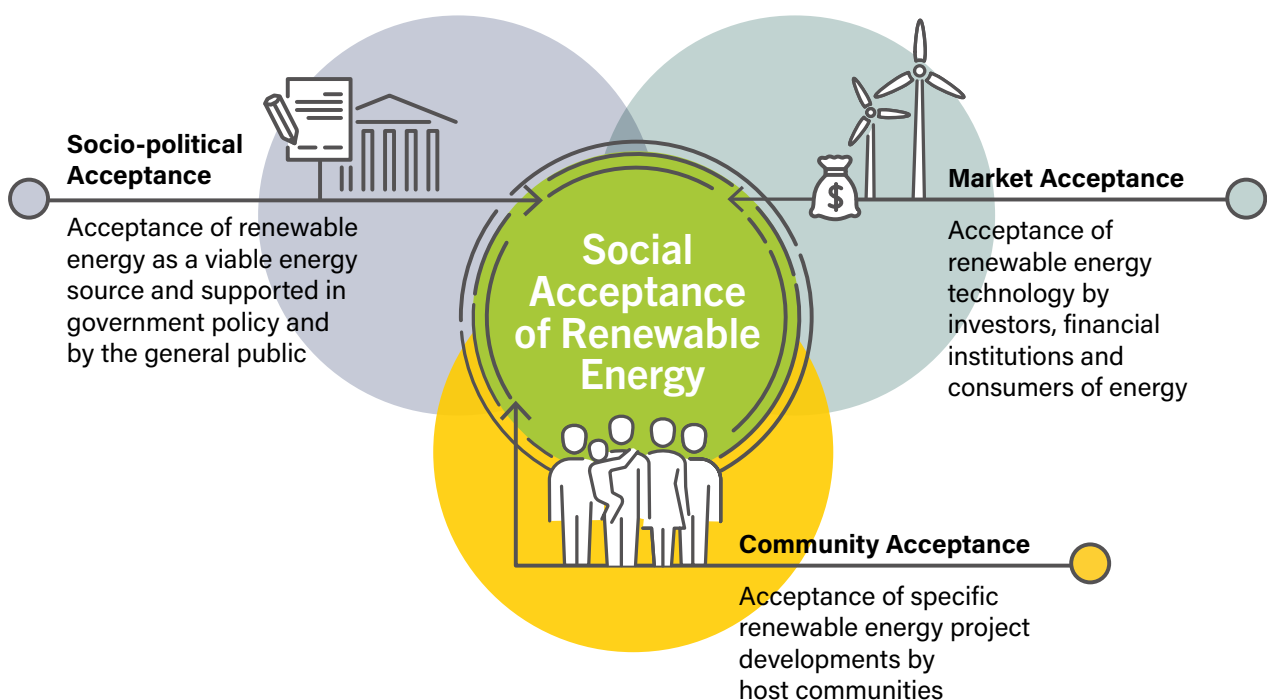 Socio-political
Acceptance
Acceptance of renewable
energy as a viable energy
source and supported in
government policy and
by the general public
$
Market Acceptance
Acceptance of
renewable energy
technology by
investors, financial
institutions and
consumers of energy
Social
Acceptance
of Renewable
Energy
Community Acceptance
Acceptance of specific
renewable energy project
developments by
host communities